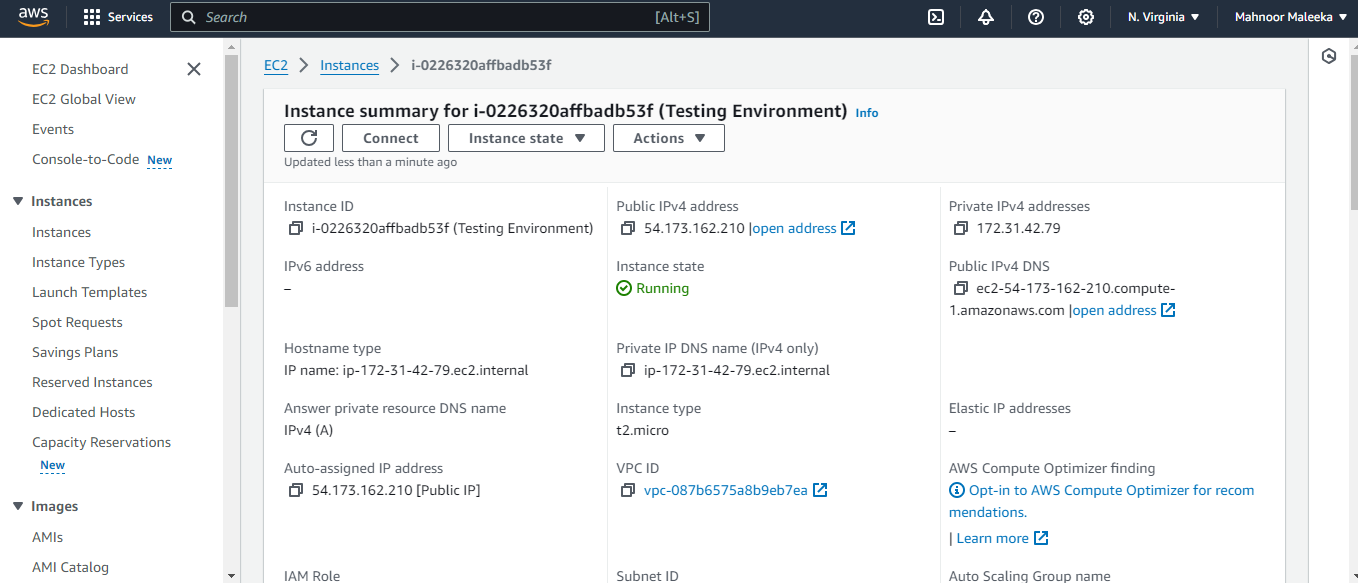 aws
Services
Search
[Alt+S]
N. Virginia
Mahnoor Maleeka
EC2 Dashboard
EC2 Global View
Events
Console-to-Code New
Instances
Instances
Instance Types
Launch Templates
Spot Requests
Savings Plans
Reserved Instances
Dedicated Hosts
Capacity Reservations
New
Images
AMIs
AMI Catalog
EC2
Instances
i-0226320affbadb53f
Instance summary for i-0226320affbadb53f (Testing Environment) Info
Connect
Instance state
Actions
Updated less than a minute ago
Instance ID
i-0226320affbadb53f (Testing Environment)
Public IPv4 address
54.173.162.210 |open address
Private IPv4 addresses
172.31.42.79
IPv6 address
–
Instance state
Running
Public IPv4 DNS
ec2-54-173-162-210.compute-
1.amazonaws.com |open address
Hostname type
IP name: ip-172-31-42-79.ec2.internal
Private IP DNS name (IPv4 only)
ip-172-31-42-79.ec2.internal
Answer private resource DNS name
IPv4 (A)
Instance type
t2.micro
Elastic IP addresses
–
Auto-assigned IP address
54.173.162.210 [Public IP]
VPC ID
vpc-087b6575a8b9eb7ea
AWS Compute Optimizer finding
Opt-in to AWS Compute Optimizer for recom
mendations.
| Learn more
IAM Role
Subnet ID
Auto Scaling Group name